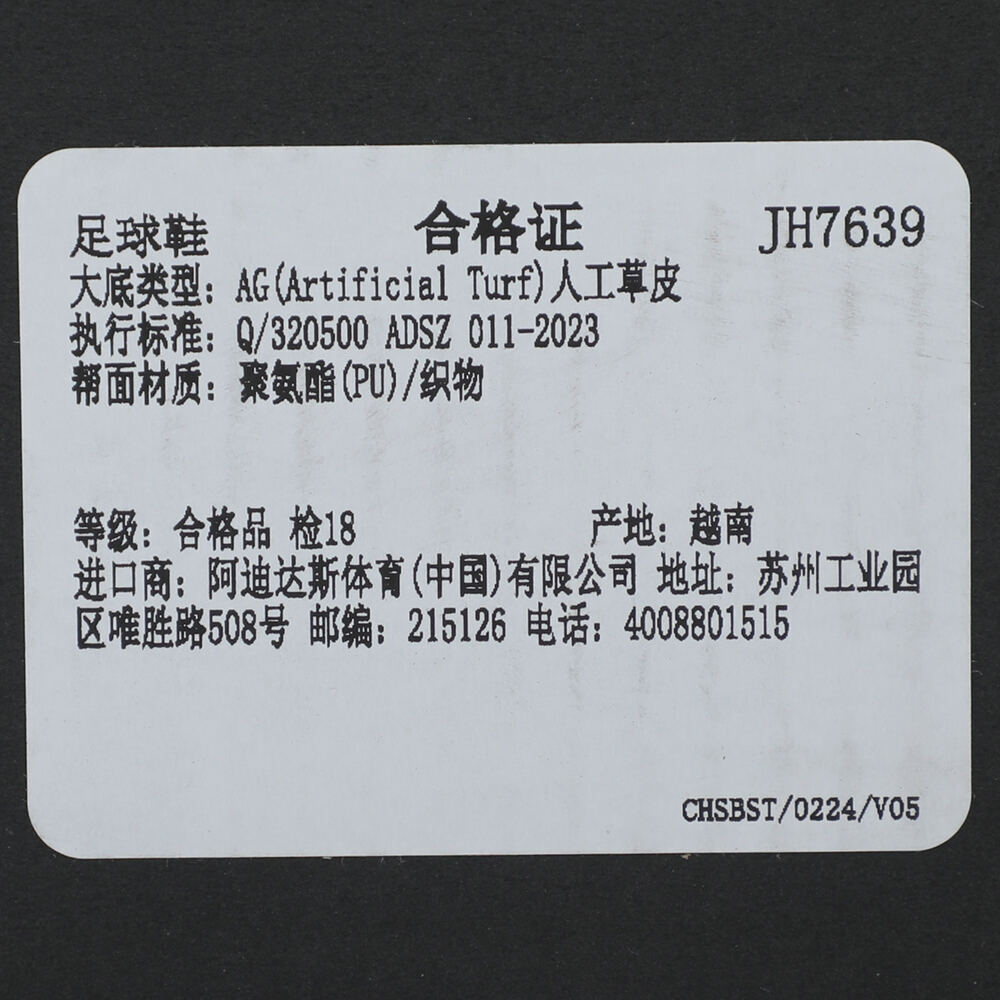 足球鞋 合格证 JH7639
大底类型：AG(Artificial Turf)人工草皮
执行标准：Q/320500 ADSZ 011-2023
帮面材质：聚氨酯(PU)/织物
等级：合格品 检18 产地：越南
进口商：阿迪达斯体育(中国)有限公司 地址：苏州工业园
区唯胜路508号 邮编：215126 电话：4008801515
CHSBST/0224/V05